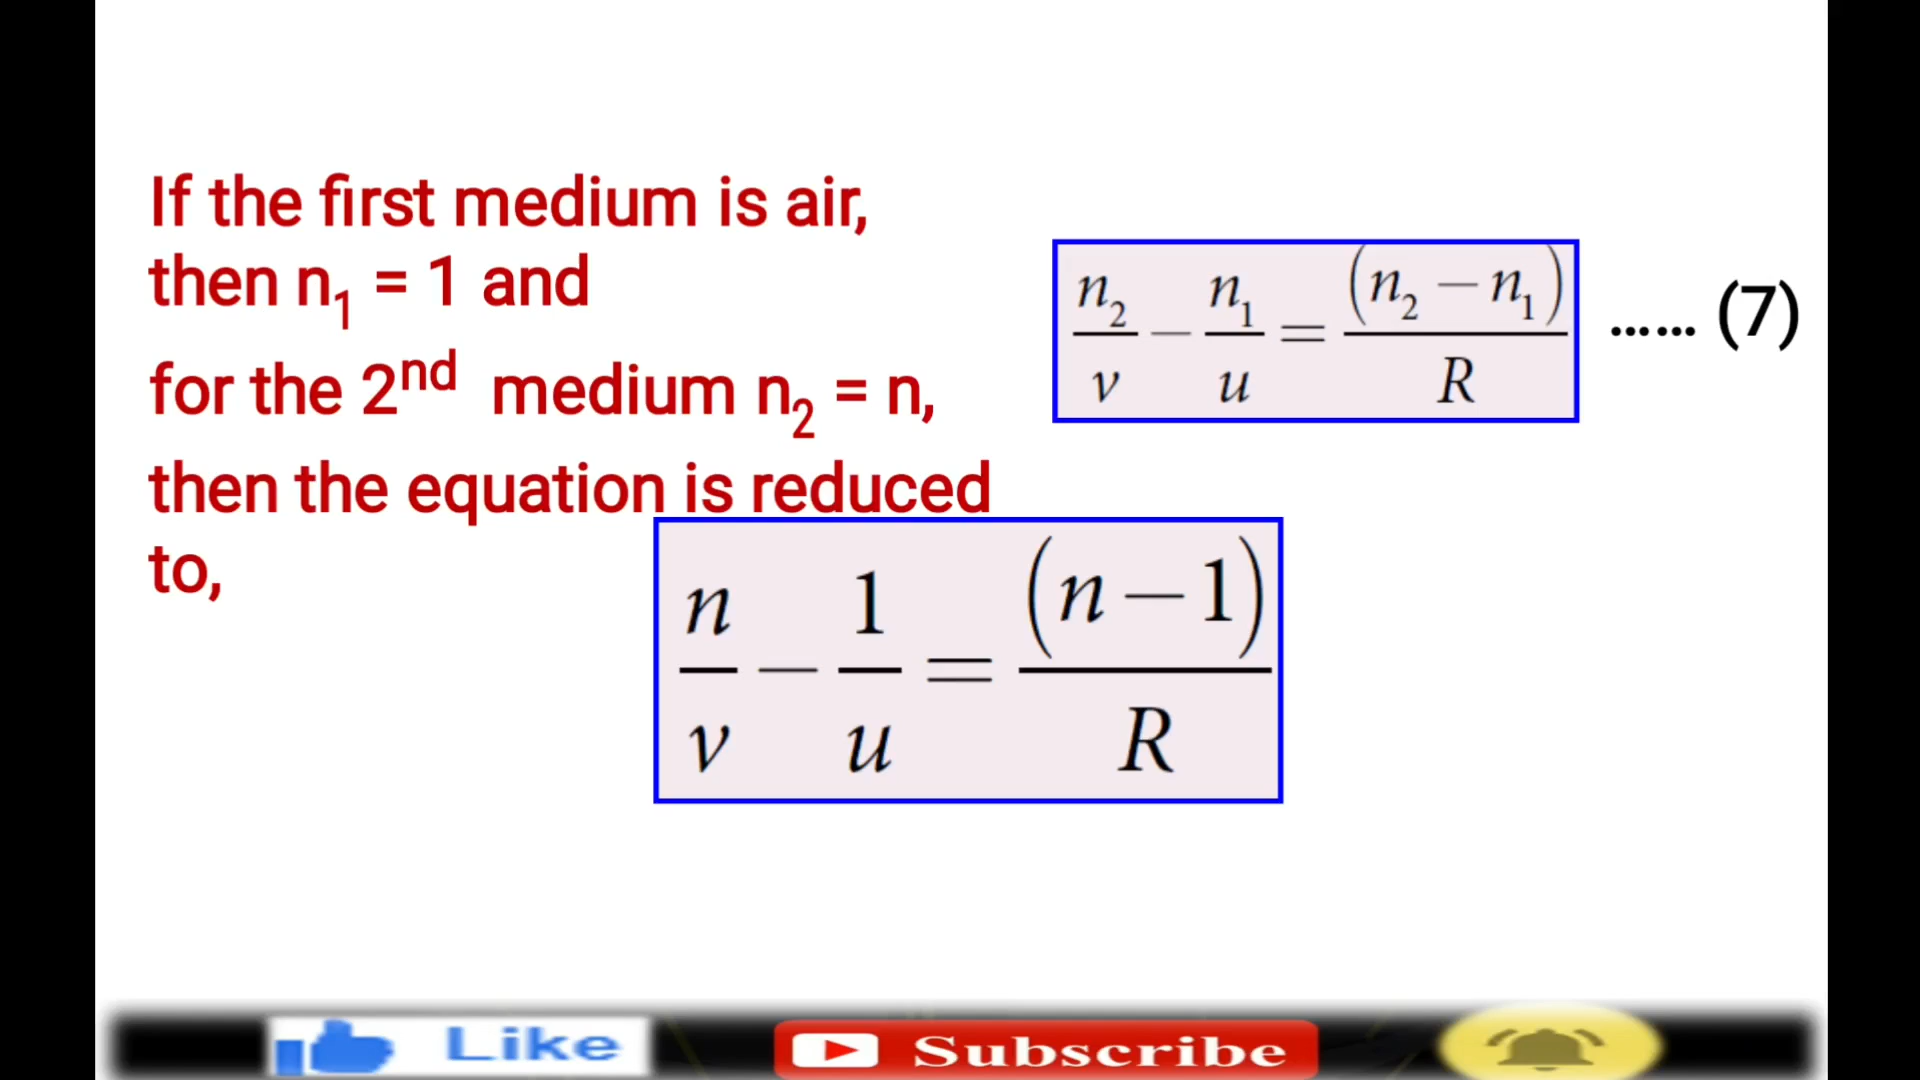 If the first medium is air,
then n₁ = 1 and
for the 2ⁿᵈ medium n₂ = n,
then the equation is reduced
to,
n₂/v − n₁/u = (n₂ − n₁)/R ...... (7)
n/v − 1/u = (n − 1)/R
Like
Subscribe